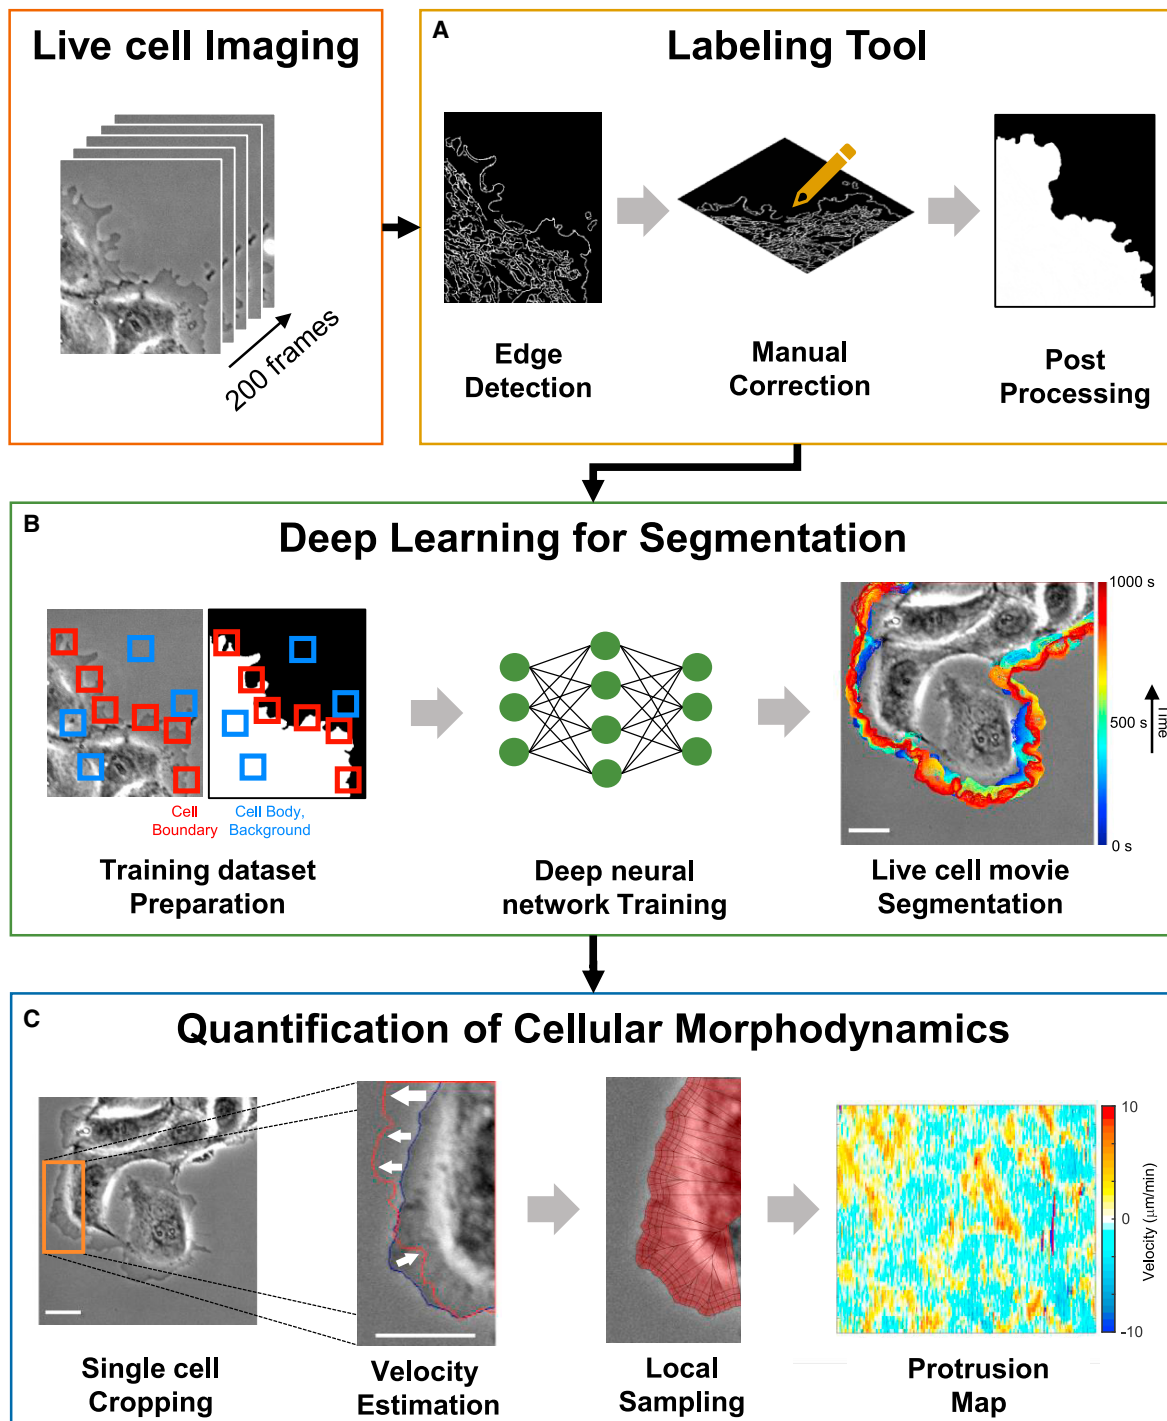 Live cell Imaging
200 frames
A
Labeling Tool
Edge
Detection
Manual
Correction
Post
Processing
B
Deep Learning for Segmentation
Cell
Boundary
Cell Body,
Background
Training dataset
Preparation
Deep neural
network Training
1000 s
500 s
0 s
Time
Live cell movie
Segmentation
C
Quantification of Cellular Morphodynamics
Single cell
Cropping
Velocity
Estimation
Local
Sampling
10
0
-10
Velocity (μm/min)
Protrusion
Map